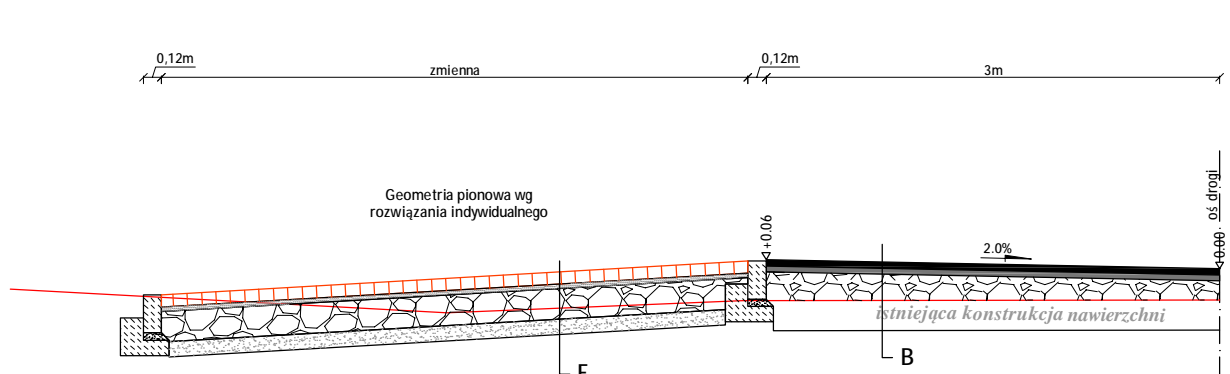 0,12m
zmienna
0,12m
3m
Geometria pionowa wg
rozwiązania indywidualnego
+0.06
2.0%
0.00
oś drogi
istniejąca konstrukcja nawierzchni
B